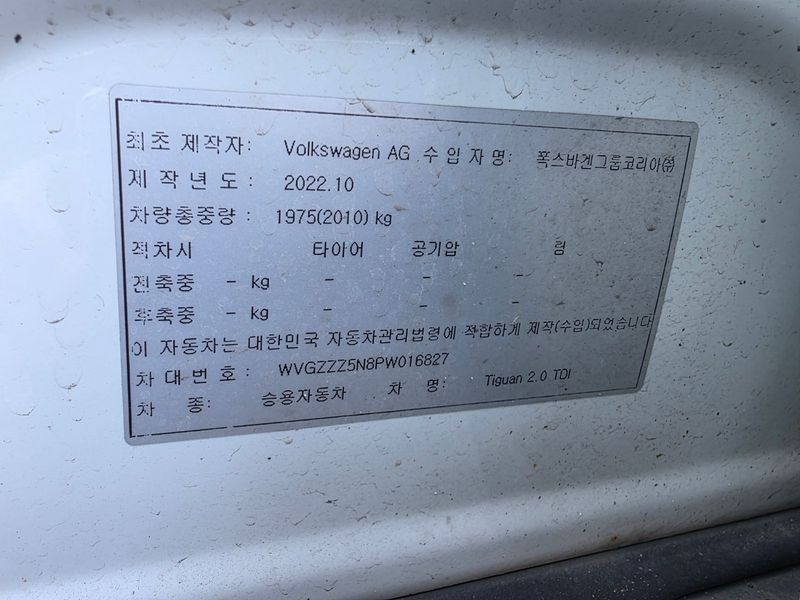 최초 제작자: Volkswagen AG 수 입 자 명: 폭스바겐그룹코리아(주)
제 작 년 도 : 2022.10
차량총중량 : 1975(2010) kg
적차시 타이어 공기압 림
전축중 - kg - - -
후축중 - kg - - -
이 자동차는 대한민국 자동차관리법령에 적합하게 제작(수입)되었습니다
차 대 번 호 : WVGZZZ5N8PW016827
차 종: 승용자동차 차 명: Tiguan 2.0 TDI